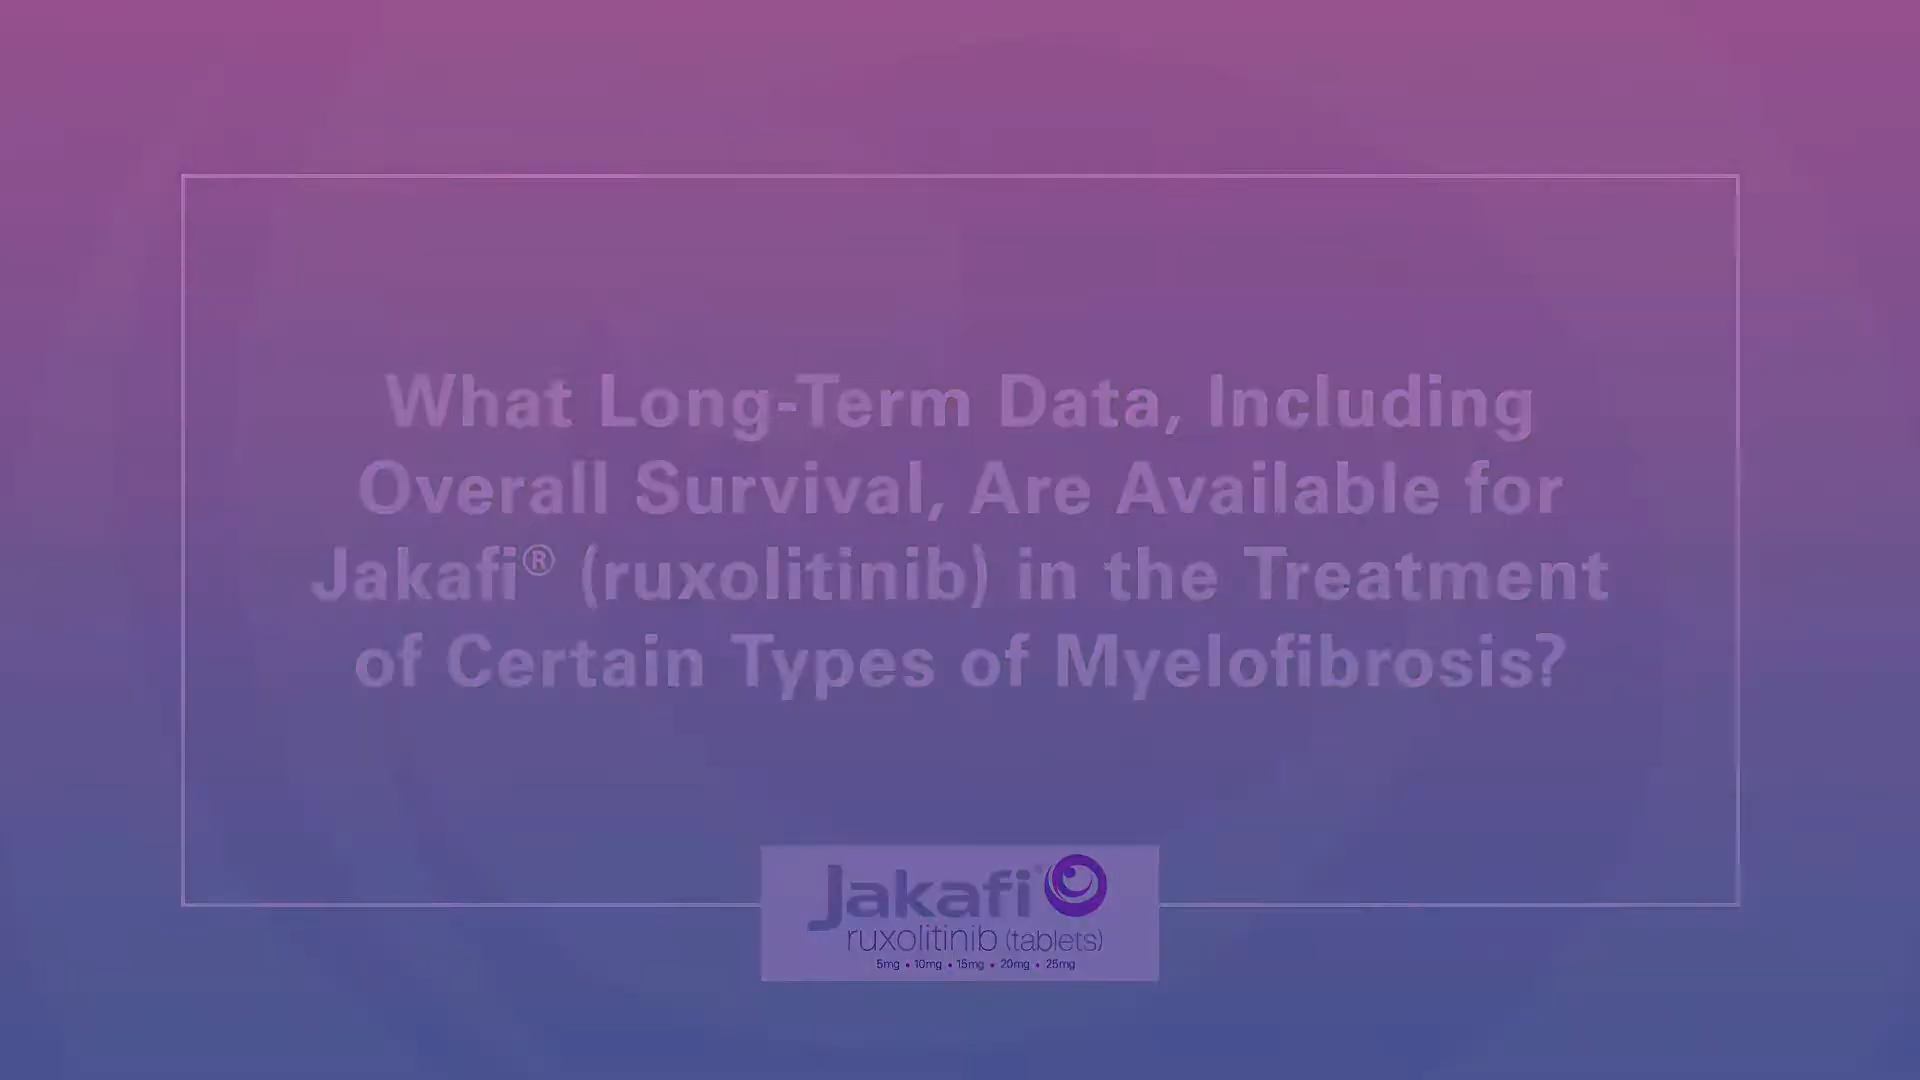 What Long-Term Data, Including
Overall Survival, Are Available for
Jakafi® (ruxolitinib) in the Treatment
of Certain Types of Myelofibrosis?
Jakafi®
ruxolitinib (tablets)
5mg • 10mg • 15mg • 20mg • 25mg